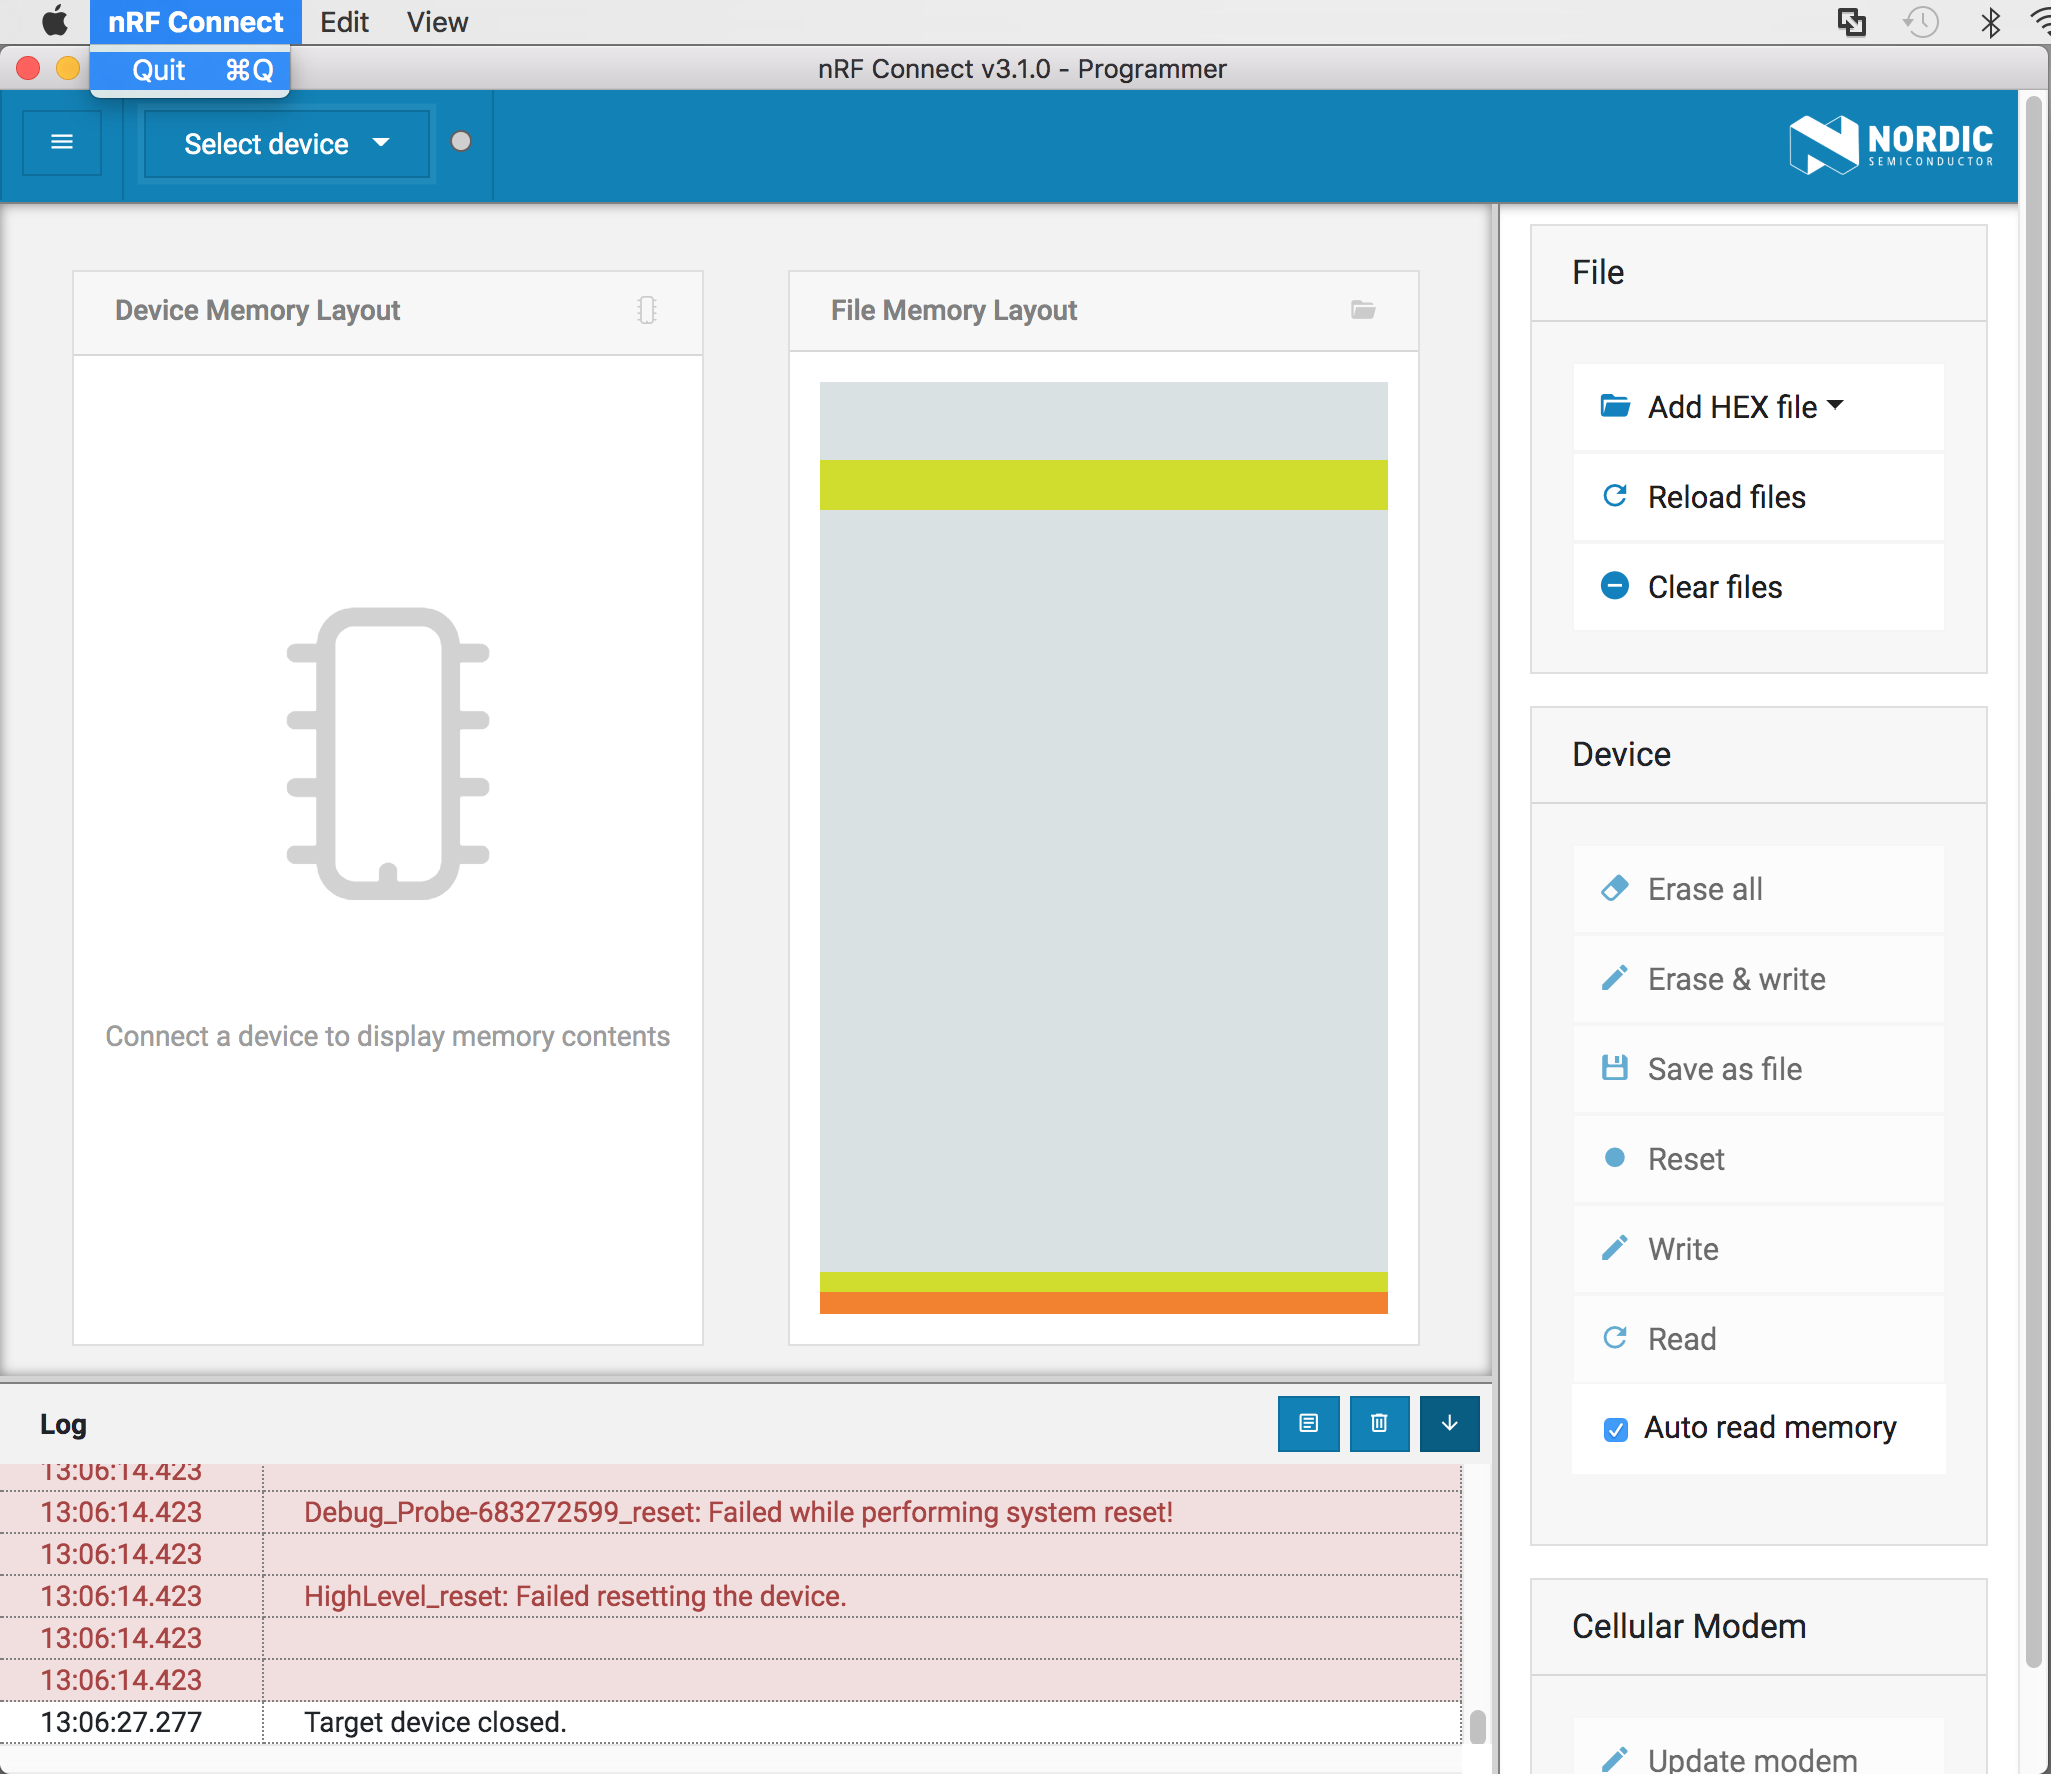 nRF Connect Edit View
Quit ⌘Q
nRF Connect v3.1.0 - Programmer
Select device
NORDIC
SEMICONDUCTOR
Device Memory Layout
Connect a device to display memory contents
File Memory Layout
File
Add HEX file
Reload files
Clear files
Device
Erase all
Erase & write
Save as file
Reset
Write
Read
Auto read memory
Cellular Modem
Update modem
Log
13:06:14.423
13:06:14.423 Debug_Probe-683272599_reset: Failed while performing system reset!
13:06:14.423
13:06:14.423 HighLevel_reset: Failed resetting the device.
13:06:14.423
13:06:14.423
13:06:27.277 Target device closed.